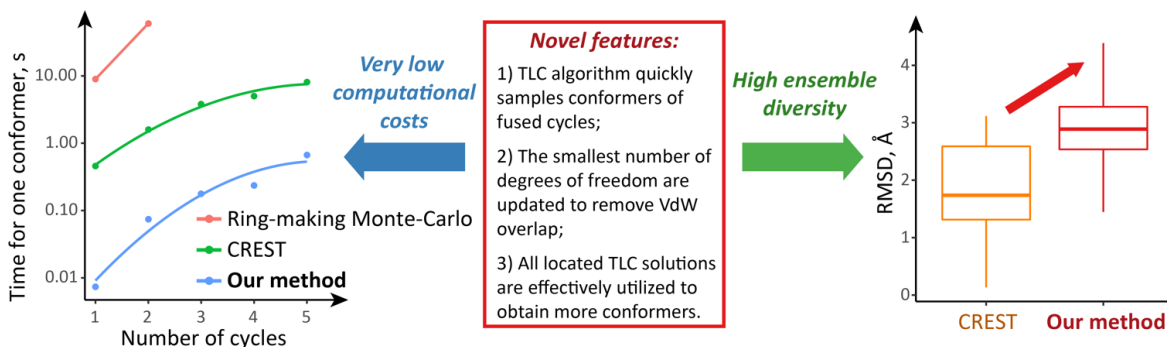 Time for one conformer, s
10.00
1.00
0.10
0.01
1 2 3 4 5
Number of cycles
Ring-making Monte-Carlo
CREST
Our method
Very low
computational
costs
Novel features:
1) TLC algorithm quickly
samples conformers of
fused cycles;
2) The smallest number of
degrees of freedom are
updated to remove VdW
overlap;
3) All located TLC solutions
are effectively utilized to
obtain more conformers.
High ensemble
diversity
RMSD, Å
4
3
2
1
0
CREST Our method